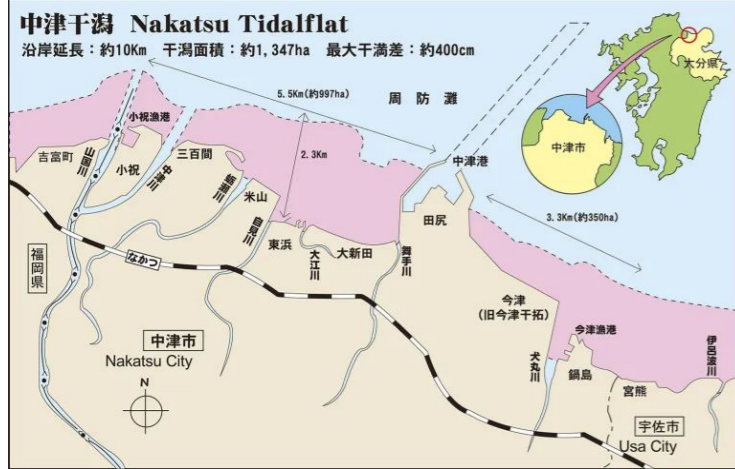 中津干潟 Nakatsu Tidalflat
沿岸延長：約10Km 干潟面積：約1,347ha 最大干満差：約400cm
大分県
中津市
5.5Km(約997ha)
周防灘
小祝漁港
2.3Km
中津港
吉富町
山国川
小祝
中津川
三百間
蛎瀬川
米山
自見川
東浜
大江川
大新田
舞手川
田尻
3.3Km(約350ha)
福岡県
なかつ
今津
(旧今津干拓)
今津漁港
伊呂波川
中津市
Nakatsu City
犬丸川
鍋島
宮熊
N
宇佐市
Usa City